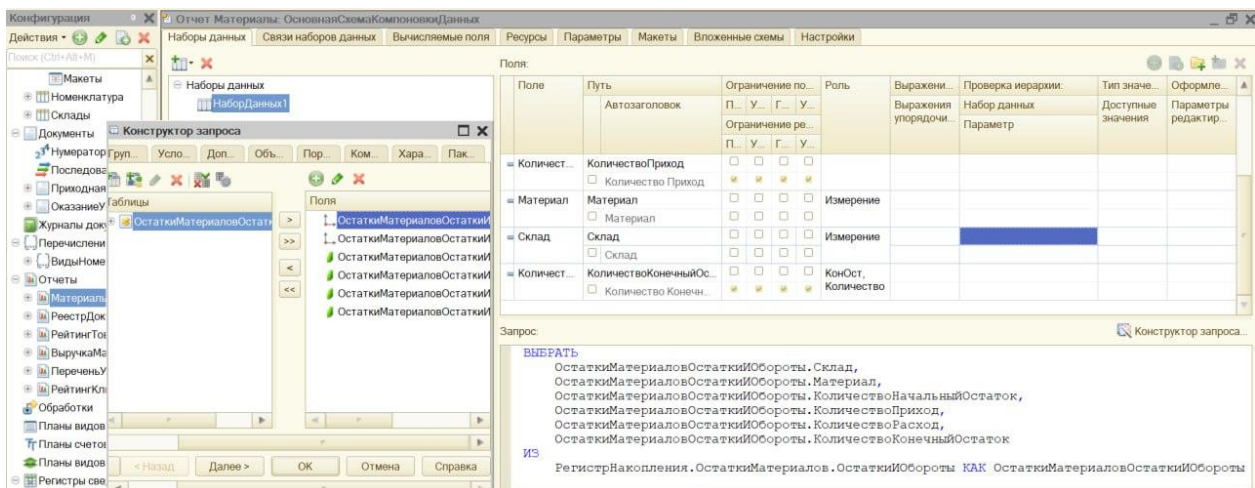 Конфигурация
Действия
Поиск (Ctrl+Alt+M)
Макеты
Номенклатура
Склады
Документы
Нумератор
Последова
Приходная
ОказаниеУ
Журналы док
Перечислени
ВидыНоме
Отчеты
Материалы
РеестрДок
РейтингТов
ВыручкаМа
ПереченьУ
РейтингКли
Обработки
Планы видов
Планы счетов
Планы видов
Регистры све
Отчет Материалы: ОсновнаяСхемаКомпоновкиДанных
Наборы данных Связи наборов данных Вычисляемые поля Ресурсы Параметры Макеты Вложенные схемы Настройки
Наборы данных
НаборДанных1
Конструктор запроса
Груп... Усло... Доп... Объ... Пор... Ком... Хара... Пак...
Таблицы
ОстаткиМатериаловОстатк
> >> < <<
Поля
ОстаткиМатериаловОстаткиИ
ОстаткиМатериаловОстаткиИ
ОстаткиМатериаловОстаткиИ
ОстаткиМатериаловОстаткиИ
ОстаткиМатериаловОстаткиИ
ОстаткиМатериаловОстаткиИ
< Назад Далее > ОК Отмена Справка
Поля:
Поле Путь Ограничение по... Роль Выражени... Проверка иерархии: Тип значе... Оформле...
Автозаголовок П... У... Г... У... Выражения упорядочи... Набор данных Доступные значения Параметры редактир...
Ограничение ре... Параметр
П... У... Г... У...
Количест... КоличествоПриход
Количество Приход
Материал Материал Измерение
Материал
Склад Склад Измерение
Склад
Количест... КоличествоКонечныйОс... КонОст,
Количество Конечн... Количество
Запрос: Конструктор запроса...
ВЫБРАТЬ
ОстаткиМатериаловОстаткиИОбороты.Склад,
ОстаткиМатериаловОстаткиИОбороты.Материал,
ОстаткиМатериаловОстаткиИОбороты.КоличествоНачальныйОстаток,
ОстаткиМатериаловОстаткиИОбороты.КоличествоПриход,
ОстаткиМатериаловОстаткиИОбороты.КоличествоРасход,
ОстаткиМатериаловОстаткиИОбороты.КоличествоКонечныйОстаток
ИЗ
РегистрНакопления.ОстаткиМатериалов.ОстаткиИОбороты КАК ОстаткиМатериаловОстаткиИОбороты